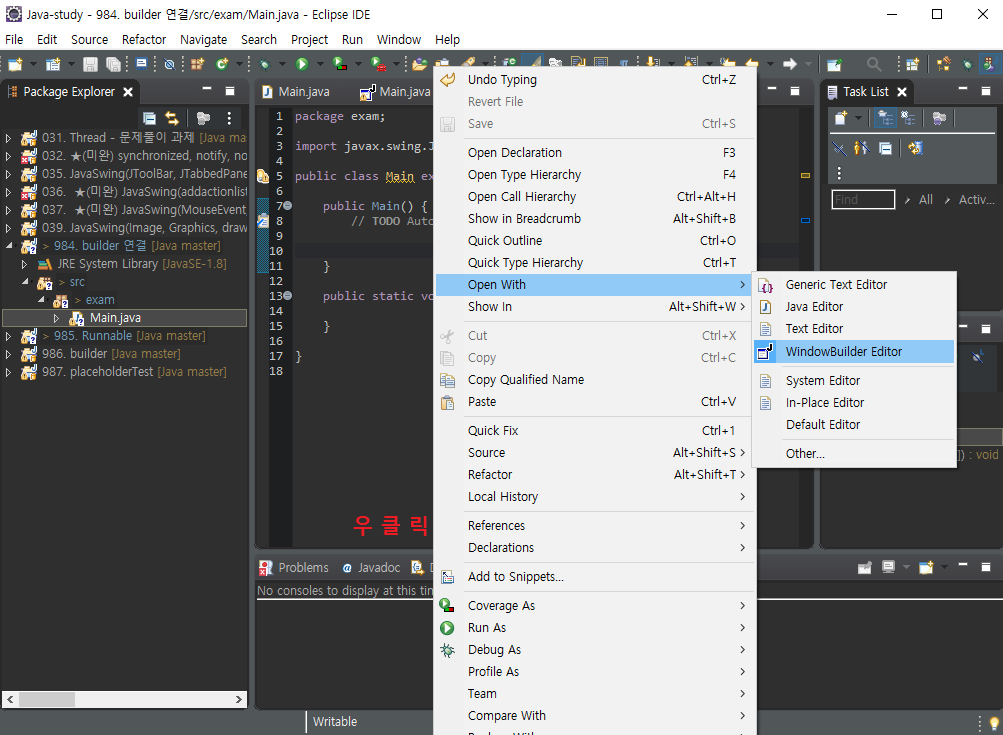 Java-study - 984. builder 연결/src/exam/Main.java - Eclipse IDE
File Edit Source Refactor Navigate Search Project Run Window Help
Package Explorer
031. Thread - 문제풀이 과제 [Java ma
032. ★(미완) synchronized, notify, no
035. JavaSwing(JToolBar, JTabbedPane
036. ★(미완) JavaSwing(addactionlist
037. ★(미완) JavaSwing(MouseEvent,
039. JavaSwing(Image, Graphics, draw
> 984. builder 연결 [Java master]
JRE System Library [JavaSE-1.8]
> src
> exam
Main.java
> 985. Runnable [Java master]
986. builder [Java master]
987. placeholderTest [Java master]
Main.java
Main.java
1 package exam;
2
3 import javax.swing.J
4
5 public class Main ex
6
7 public Main() {
8 // TODO Auto
9
10
11 }
12
13 public static vo
14
15 }
16
17 }
18
우 클 릭
Undo Typing Ctrl+Z
Revert File
Save Ctrl+S
Open Declaration F3
Open Type Hierarchy F4
Open Call Hierarchy Ctrl+Alt+H
Show in Breadcrumb Alt+Shift+B
Quick Outline Ctrl+O
Quick Type Hierarchy Ctrl+T
Open With >
Show In Alt+Shift+W >
Cut Ctrl+X
Copy Ctrl+C
Copy Qualified Name
Paste Ctrl+V
Quick Fix Ctrl+1
Source Alt+Shift+S >
Refactor Alt+Shift+T >
Local History >
References >
Declarations >
Add to Snippets...
Coverage As >
Run As >
Debug As >
Profile As >
Team >
Compare With >
Generic Text Editor
Java Editor
Text Editor
WindowBuilder Editor
System Editor
In-Place Editor
Default Editor
Other...
Task List
Find > All > Activ...
]) : void
Problems @ Javadoc
No consoles to display at this tim
Writable